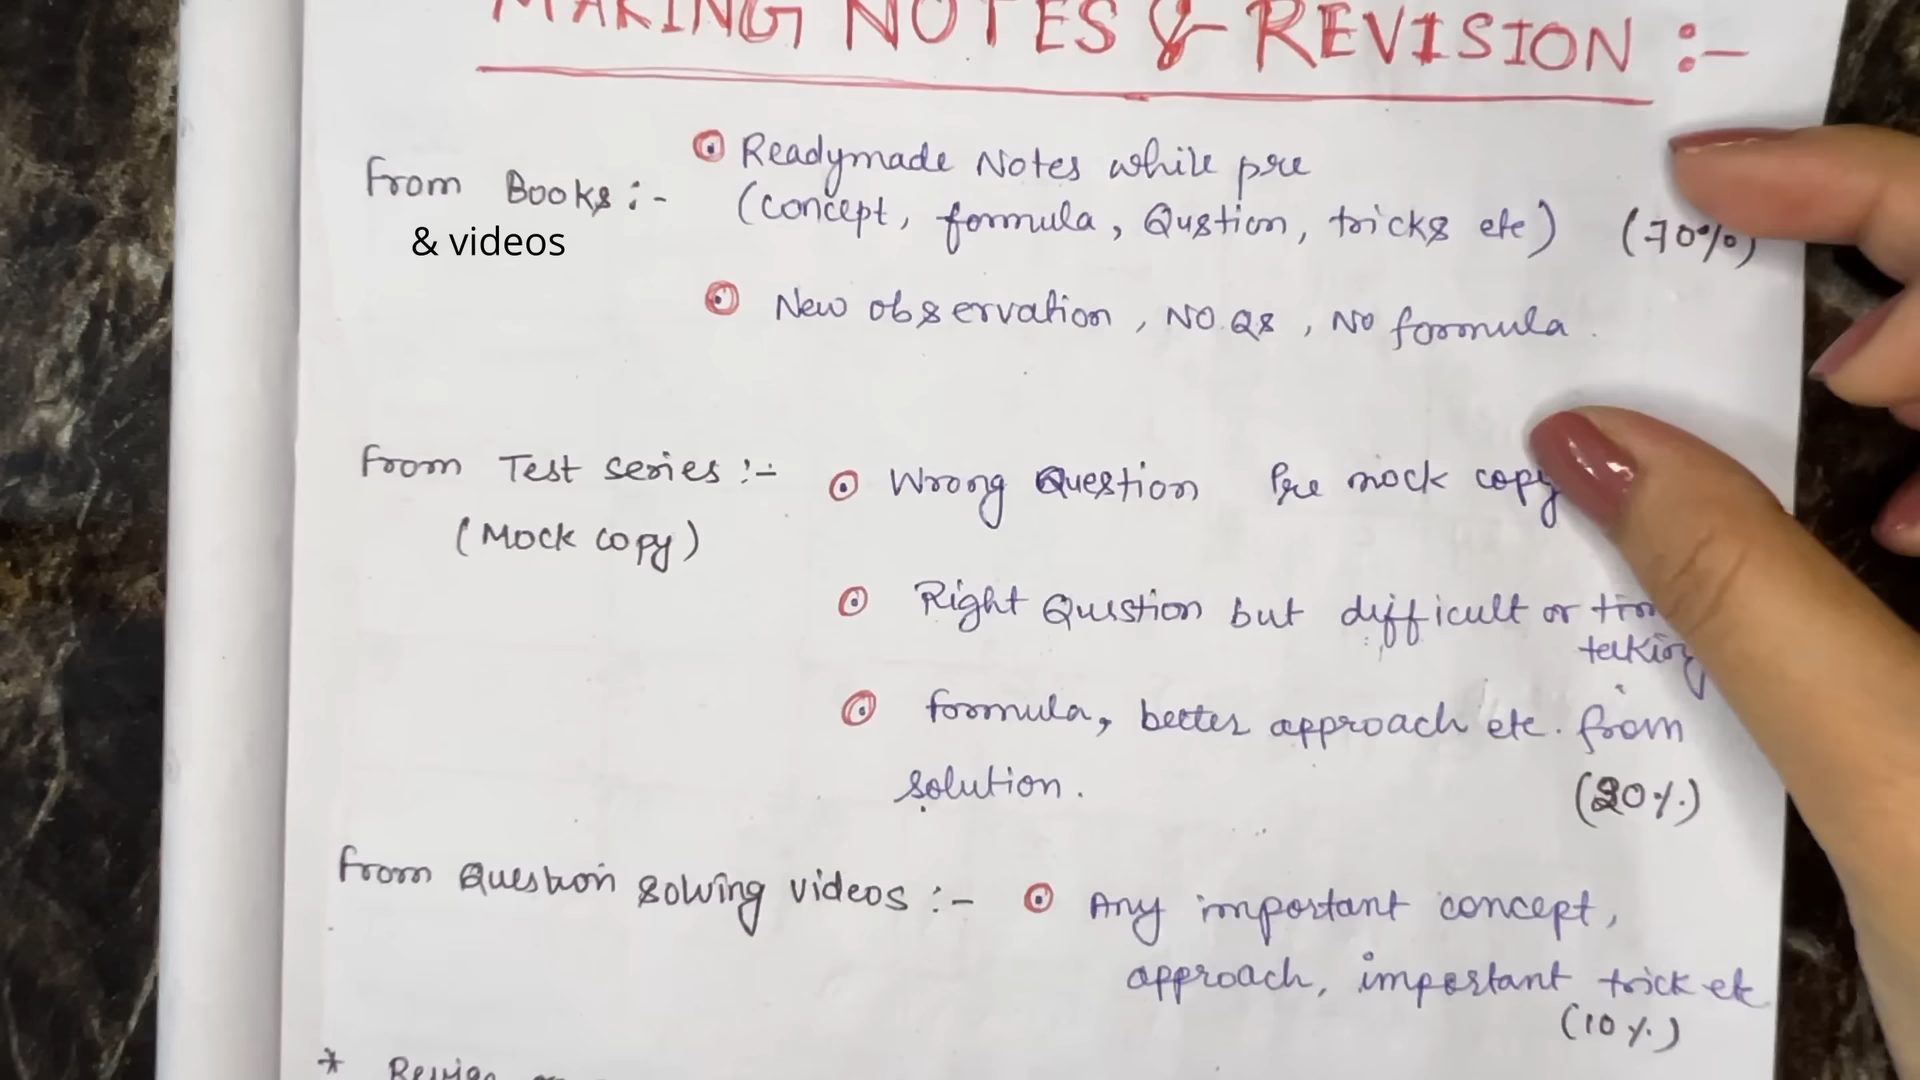 MAKING NOTES & REVISION :-
From Books :-
& videos
Readymade Notes while pre
(concept, formula, Qustion, tricks etc) (70%)
New observation, NO Qs, No formula.
From Test series :-
(Mock copy)
Wrong Question Pre mock copy
Right Qustion but difficult or
taking
formula, better approach etc. from
solution.
(20%)
From Question solving videos :-
Any important concept,
approach, important trick etc
(10%)
*